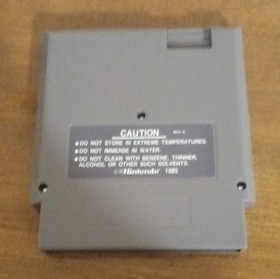 CAUTION
●DO NOT STORE IN EXTREME TEMPERATURES.
●DO NOT IMMERSE IN WATER.
●DO NOT CLEAN WITH BENZENE, THINNER,
ALCOHOL OR OTHER SUCH SOLVENTS.
Nintendo 1985